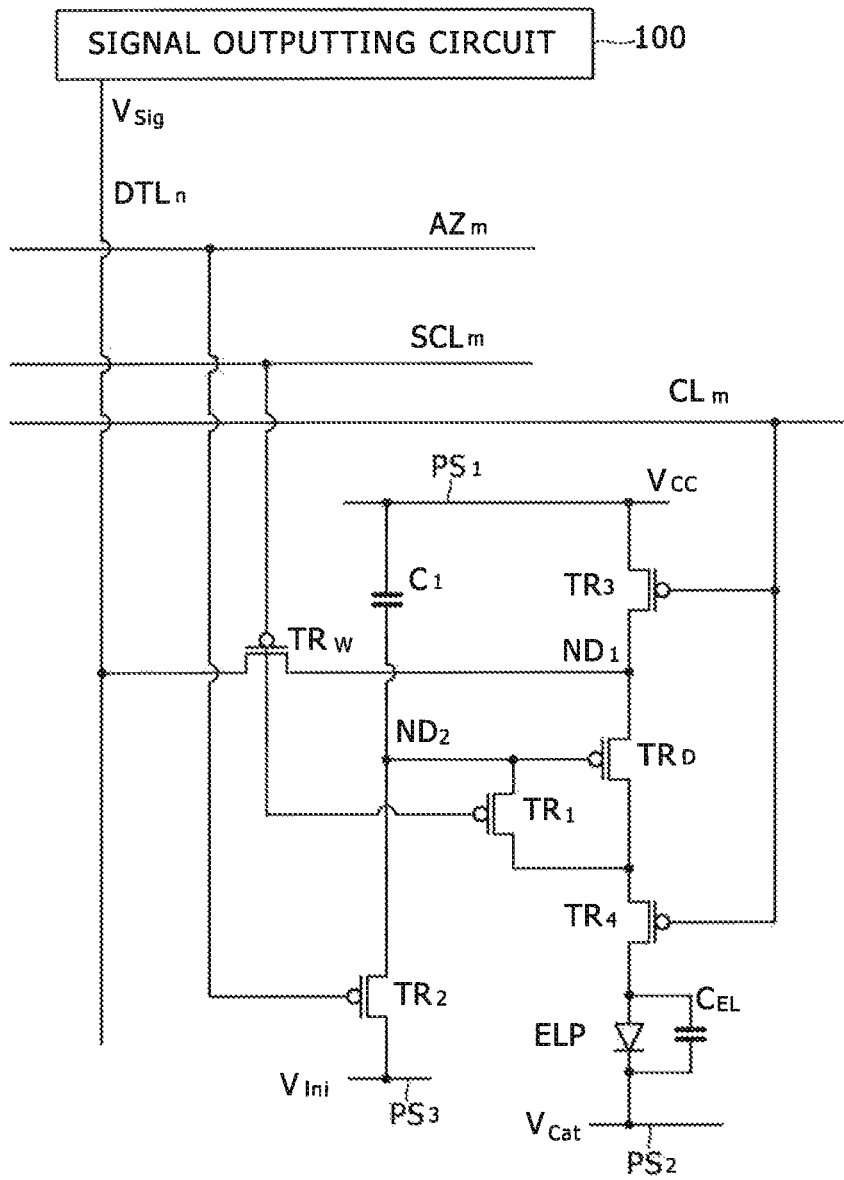 SIGNAL OUTPUTTING CIRCUIT
100
VSig
DTLn
AZm
SCLm
CLm
PS1
VCC
C1
TR3
TRW
ND1
ND2
TRD
TR1
TR4
TR2
CEL
ELP
VIni
PS3
VCat
PS2